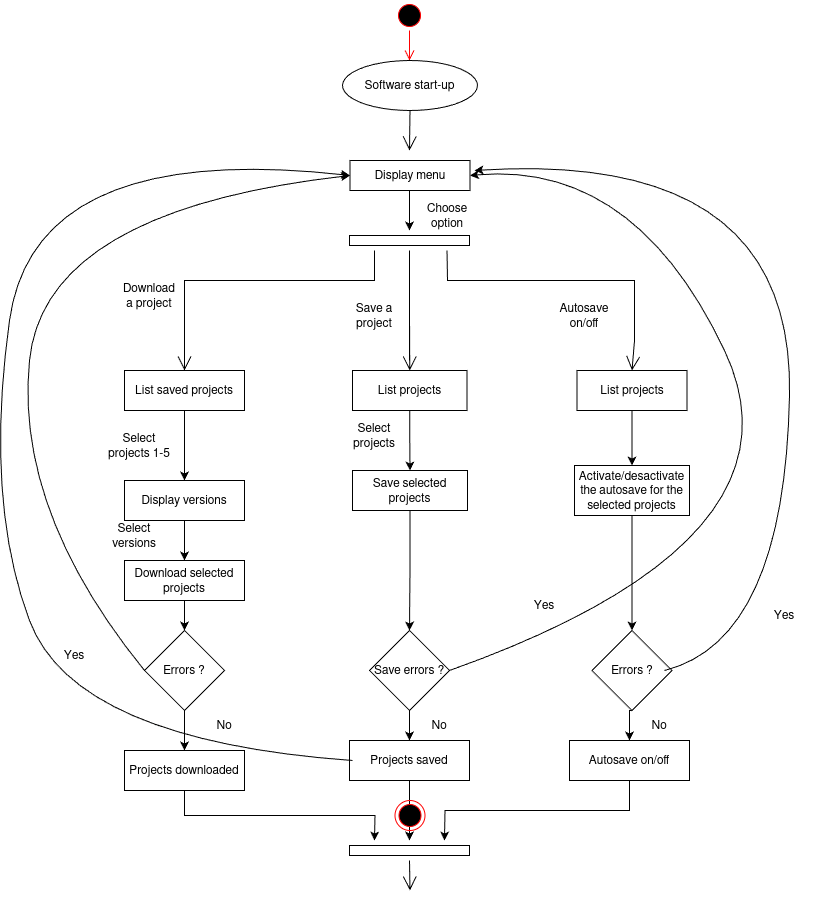 Software start-up
Display menu
Choose
option
Download
a project
Save a
project
Autosave
on/off
List saved projects
List projects
List projects
Select
projects 1-5
Select
projects
Display versions
Save selected
projects
Activate/desactivate
the autosave for the
selected projects
Select
versions
Download selected
projects
Yes
Yes
Yes
Errors ?
Save errors ?
Errors ?
No
No
No
Projects downloaded
Projects saved
Autosave on/off